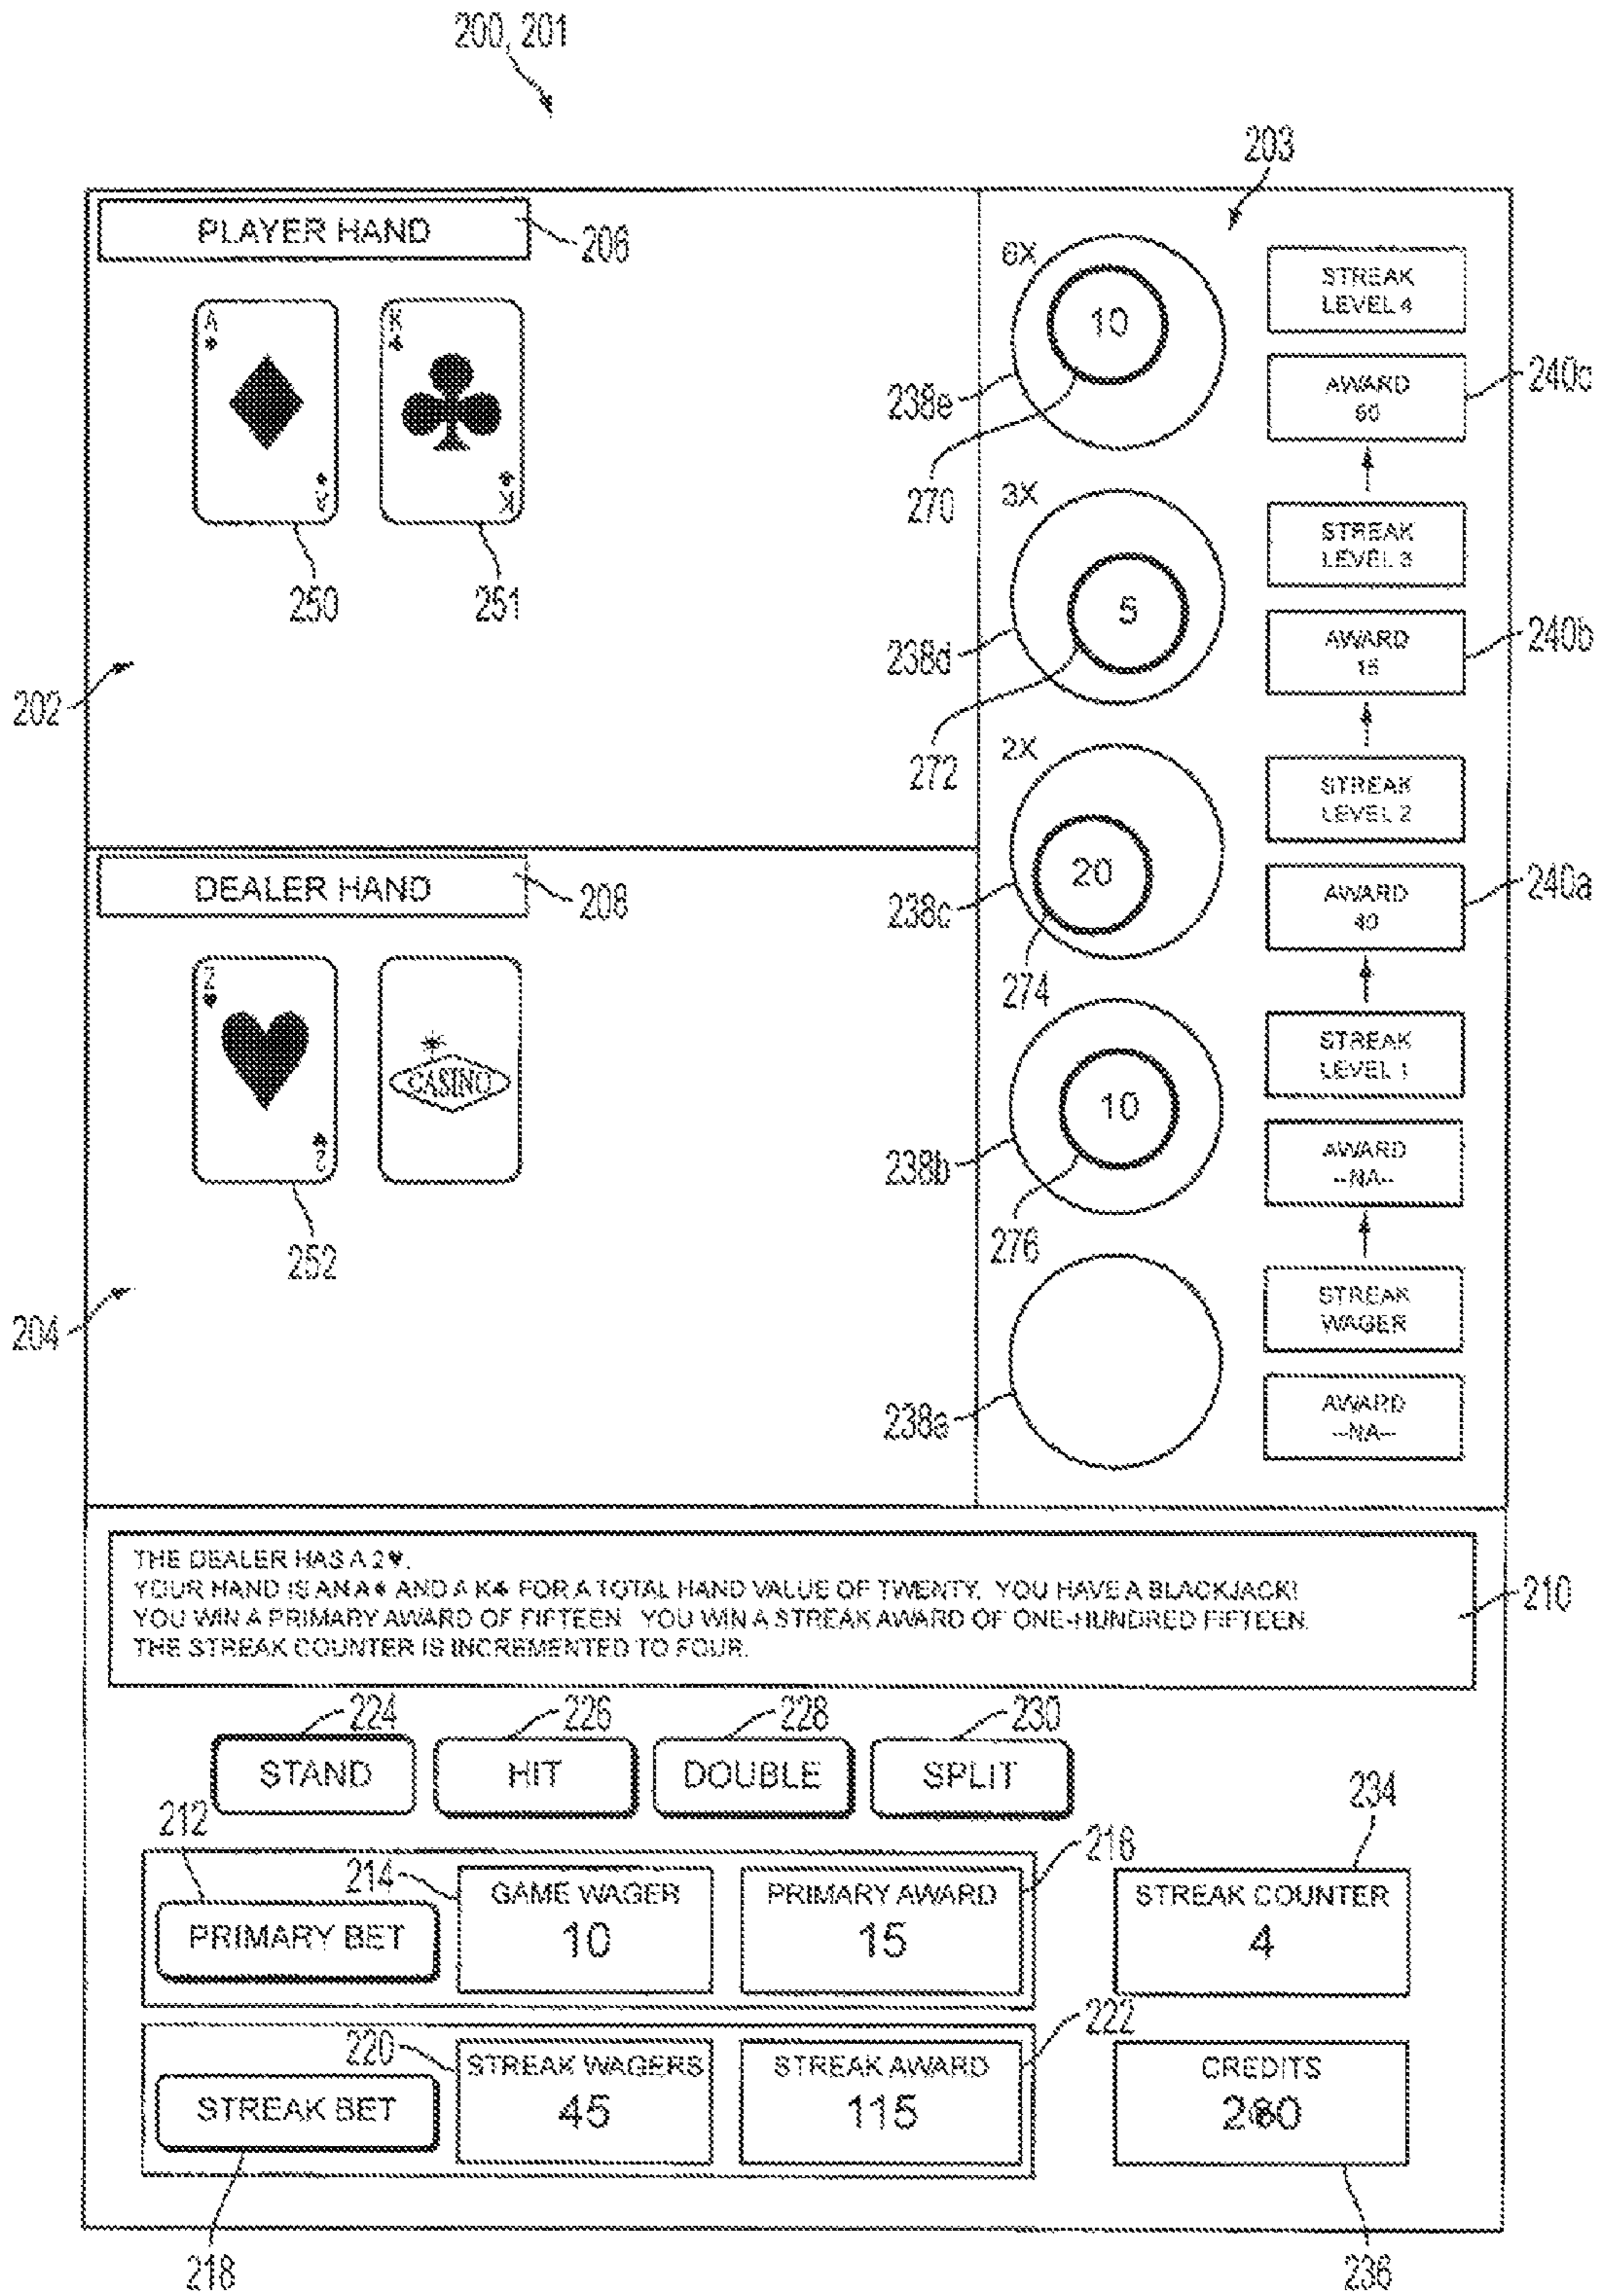 200, 201
203
PLAYER HAND
206
A
A
K
K
250
251
202
DEALER HAND
208
2
2
CASINO
252
204
6X
10
238e
270
STREAK
LEVEL 4
AWARD
60
240c
3X
5
238d
272
STREAK
LEVEL 3
AWARD
15
240b
2X
20
238c
274
STREAK
LEVEL 2
AWARD
40
240a
10
238b
276
STREAK
LEVEL 1
AWARD
--NA--
238a
STREAK
WAGER
AWARD
--NA--
THE DEALER HAS A 2♥.
YOUR HAND IS AN A♦ AND A K♣ FOR A TOTAL HAND VALUE OF TWENTY. YOU HAVE A BLACKJACK!
YOU WIN A PRIMARY AWARD OF FIFTEEN. YOU WIN A STREAK AWARD OF ONE-HUNDRED FIFTEEN.
THE STREAK COUNTER IS INCREMENTED TO FOUR.
210
224
226
228
230
STAND
HIT
DOUBLE
SPLIT
212
214
216
234
PRIMARY BET
GAME WAGER
10
PRIMARY AWARD
15
STREAK COUNTER
4
220
222
STREAK BET
STREAK WAGERS
45
STREAK AWARD
115
CREDITS
218
236